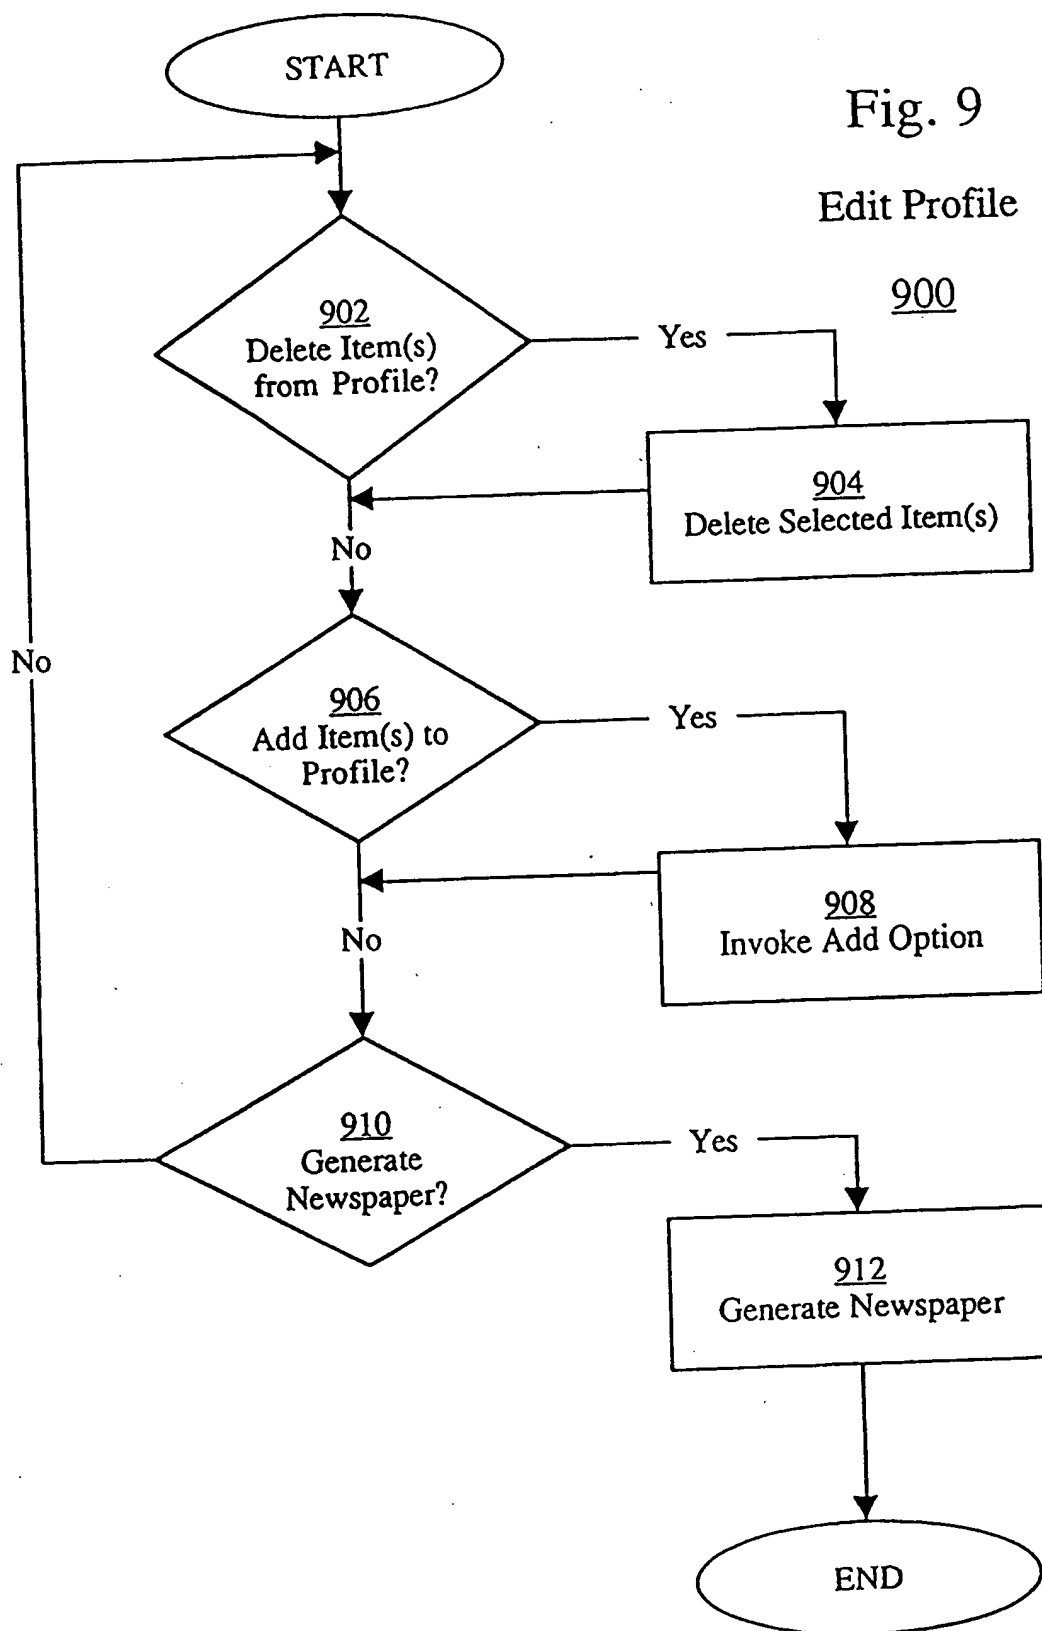 START
Fig. 9
Edit Profile
900
902
Delete Item(s)
from Profile?
Yes
904
Delete Selected Item(s)
No
No
906
Add Item(s) to
Profile?
Yes
908
Invoke Add Option
No
910
Generate
Newspaper?
Yes
912
Generate Newspaper
END